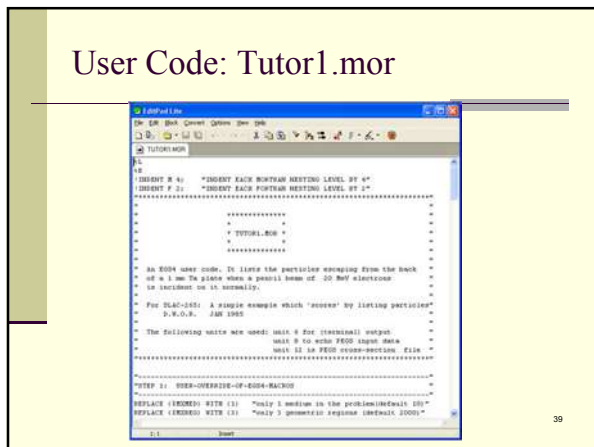 User Code: Tutor1.mor
EditPad Lite
File Edit Block Convert Options View Help
TUTOR1.MOR
%L
%E
!INDENT M 4; "INDENT EACH MORTRAN NESTING LEVEL BY 4"
!INDENT F 2; "INDENT EACH FORTRAN NESTING LEVEL BY 2"
"******************************************************************"
"                         **************                           "
"                         *            *                           "
"                         * TUTOR1.MOR *                           "
"                         *            *                           "
"                         **************                           "
" An EGS4 user code. It lists the particles escaping from the back "
" of a 1 mm Ta plate when a pencil beam of 20 MeV electrons "
" is incident on it normally. "
" For SLAC-265: A simple example which 'scores' by listing particles"
" D.W.O.R. JAN 1985 "
" The following units are used: unit 6 for (terminal) output "
" unit 8 to echo PEGS input data "
" unit 12 is PEGS cross-section file "
"******************************************************************"
"------------------------------------------------------------------"
"STEP 1: USER-OVERRIDE-OF-EGS4-MACROS "
"------------------------------------------------------------------"
REPLACE {$MXMED} WITH {1} "only 1 medium in the problem(default 10)"
REPLACE {$MXREG} WITH {3} "only 3 geometric regions (default 2000)"
1:1 Insert
39